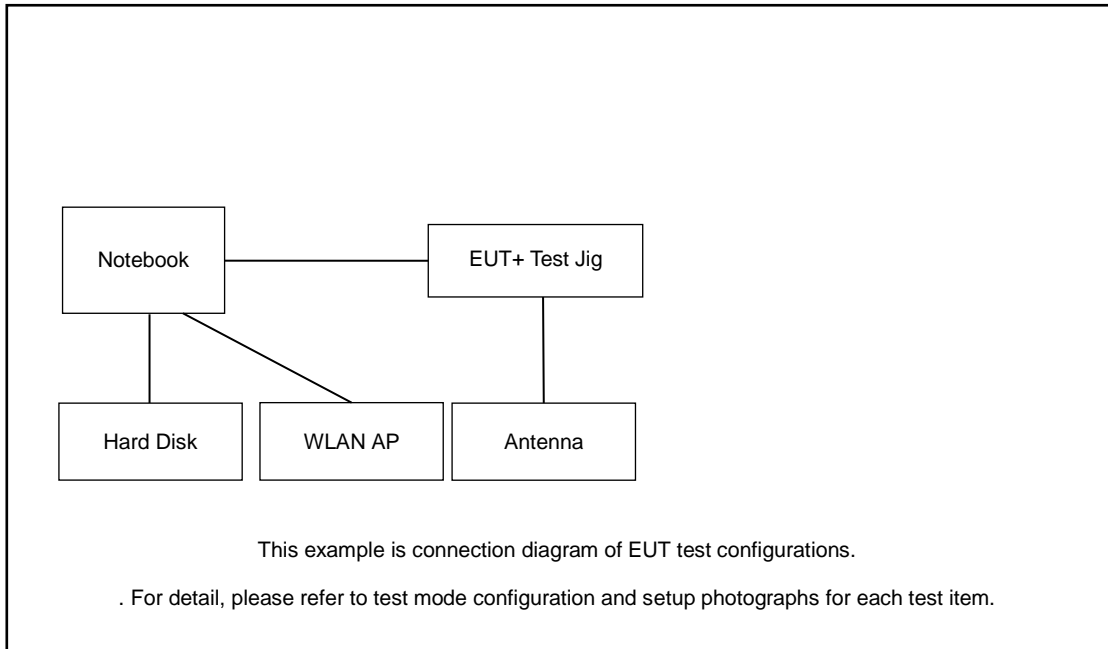 Notebook
EUT+ Test Jig
Hard Disk
WLAN AP
Antenna
This example is connection diagram of EUT test configurations.
. For detail, please refer to test mode configuration and setup photographs for each test item.